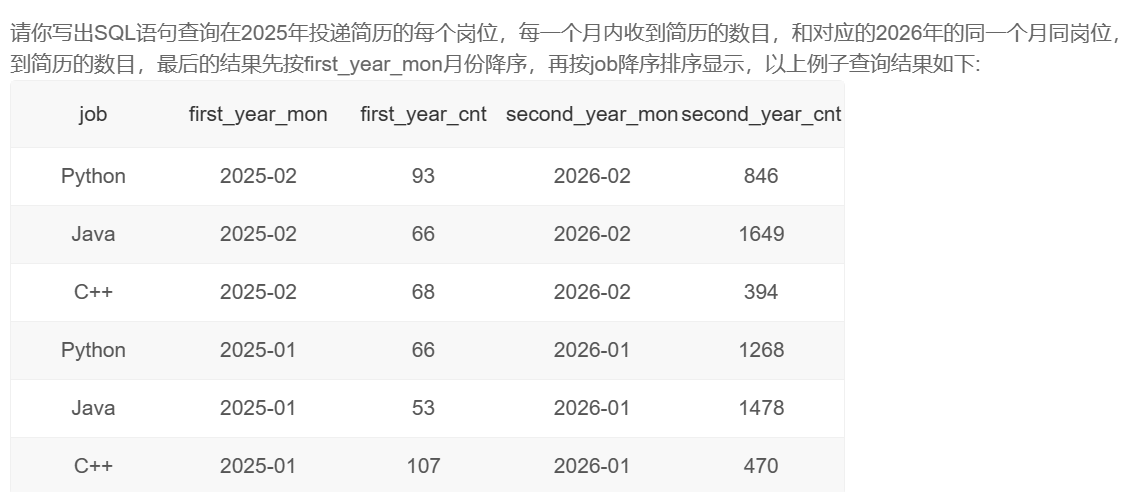 请你写出SQL语句查询在2025年投递简历的每个岗位，每一个月内收到简历的数目，和对应的2026年的同一个月同岗位，
到简历的数目，最后的结果先按first_year_mon月份降序，再按job降序排序显示，以上例子查询结果如下:
job first_year_mon first_year_cnt second_year_mon second_year_cnt
Python 2025-02 93 2026-02 846
Java 2025-02 66 2026-02 1649
C++ 2025-02 68 2026-02 394
Python 2025-01 66 2026-01 1268
Java 2025-01 53 2026-01 1478
C++ 2025-01 107 2026-01 470